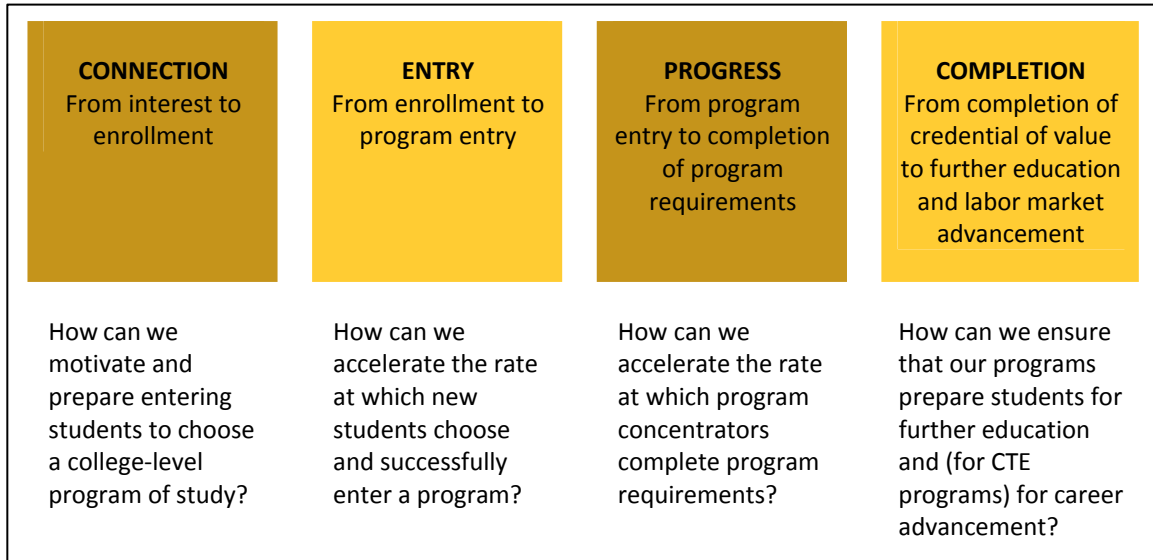 CONNECTION
From interest to
enrollment
ENTRY
From enrollment to
program entry
PROGRESS
From program
entry to completion
of program
requirements
COMPLETION
From completion of
credential of value
to further education
and labor market
advancement
How can we
motivate and
prepare entering
students to choose
a college-level
program of study?
How can we
accelerate the rate
at which new
students choose
and successfully
enter a program?
How can we
accelerate the rate
at which program
concentrators
complete program
requirements?
How can we ensure
that our programs
prepare students for
further education
and (for CTE
programs) for career
advancement?